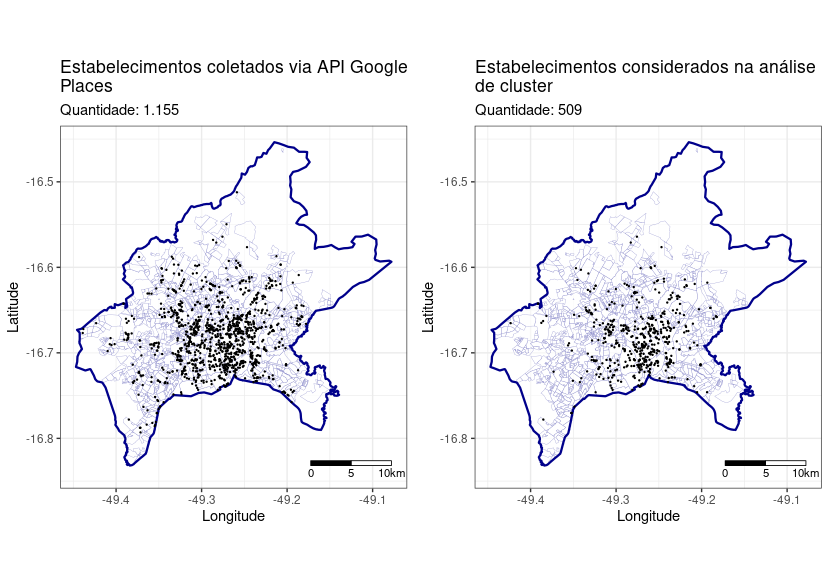 Estabelecimentos coletados via API Google
Places
Quantidade: 1.155
-16.5
-16.6
-16.7
-16.8
Latitude
0 5 10km
-49.4 -49.3 -49.2 -49.1
Longitude
Estabelecimentos considerados na análise
de cluster
Quantidade: 509
-16.5
-16.6
-16.7
-16.8
Latitude
0 5 10km
-49.4 -49.3 -49.2 -49.1
Longitude